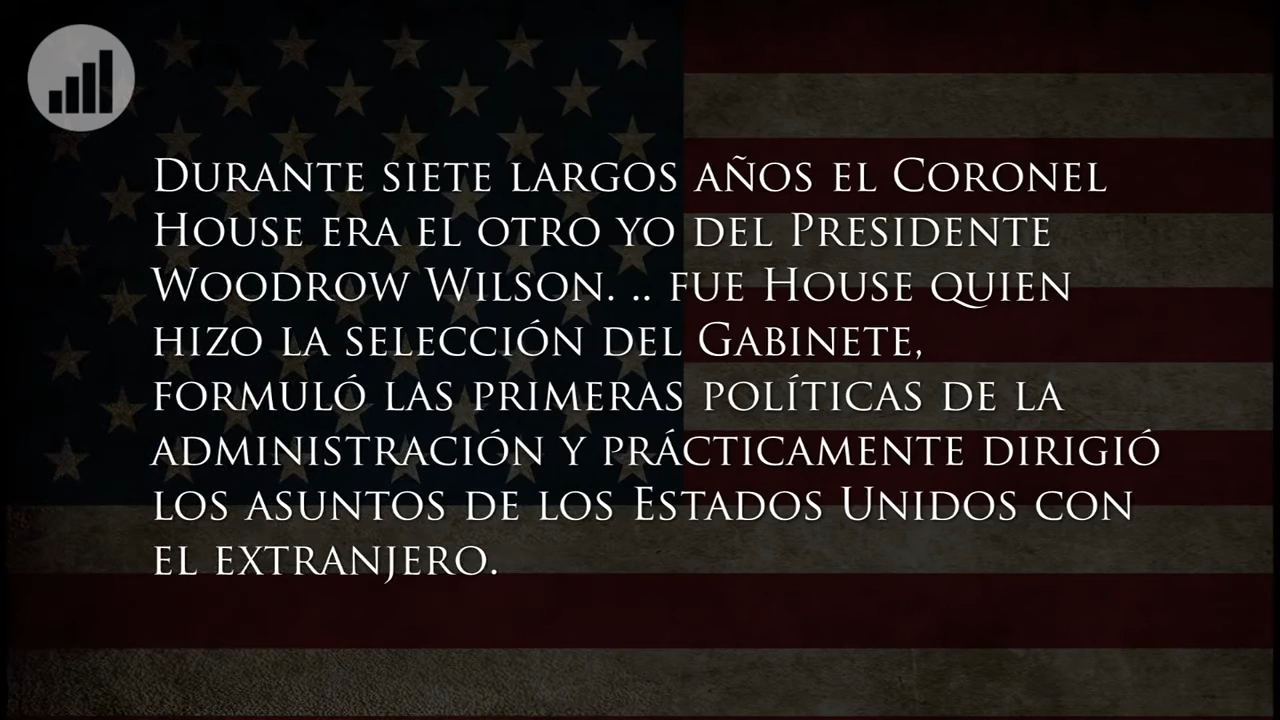 Durante siete largos años el Coronel
House era el otro yo del Presidente
Woodrow Wilson. .. fue House quien
hizo la selección del Gabinete,
formuló las primeras políticas de la
administración y prácticamente dirigió
los asuntos de los Estados Unidos con
el extranjero.